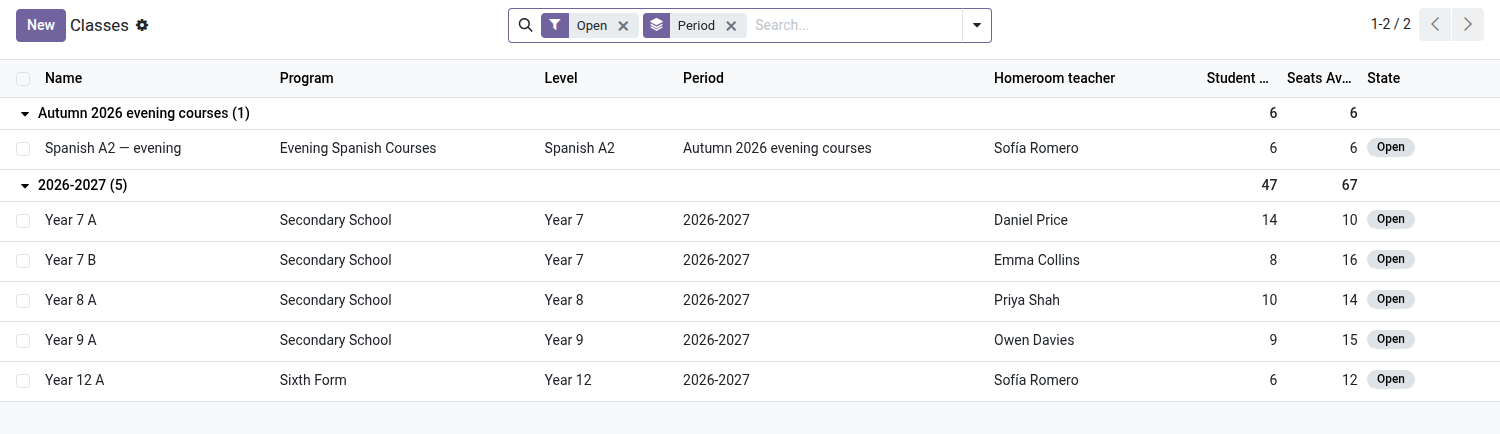 New Classes Open Period Search... 1-2 / 2
Name Program Level Period Homeroom teacher Student ... Seats Av... State
Autumn 2026 evening courses (1) 6 6
Spanish A2 — evening Evening Spanish Courses Spanish A2 Autumn 2026 evening courses Sofía Romero 6 6 Open
2026-2027 (5) 47 67
Year 7 A Secondary School Year 7 2026-2027 Daniel Price 14 10 Open
Year 7 B Secondary School Year 7 2026-2027 Emma Collins 8 16 Open
Year 8 A Secondary School Year 8 2026-2027 Priya Shah 10 14 Open
Year 9 A Secondary School Year 9 2026-2027 Owen Davies 9 15 Open
Year 12 A Sixth Form Year 12 2026-2027 Sofía Romero 6 12 Open